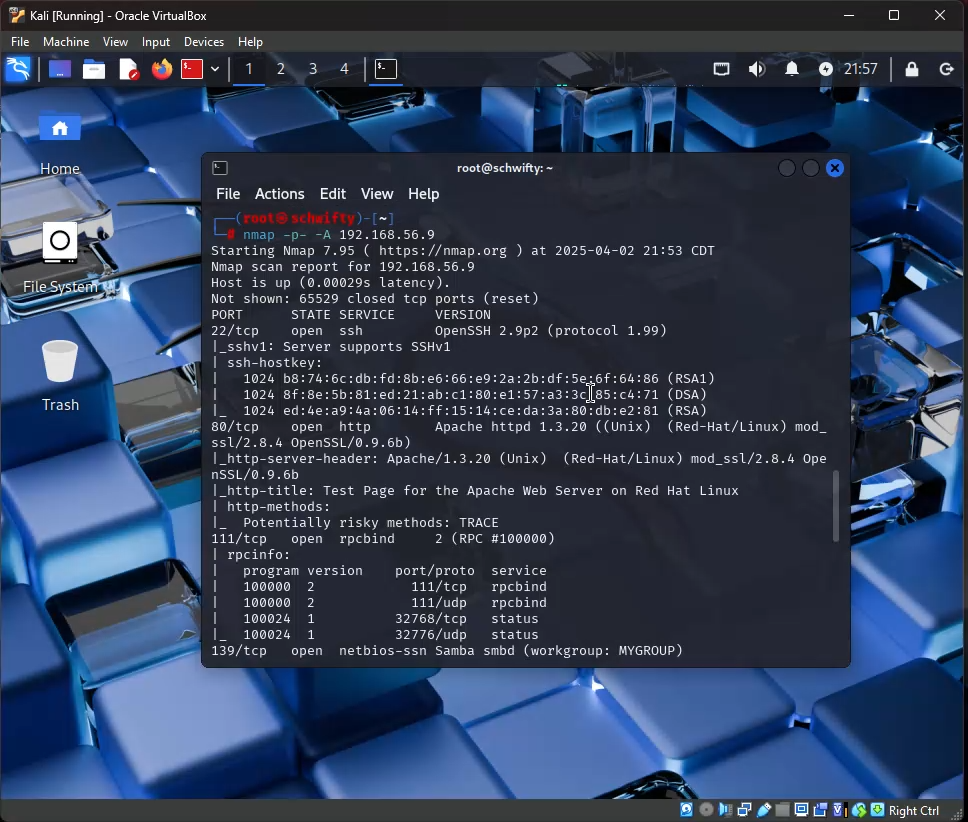 Kali [Running] - Oracle VirtualBox
File Machine View Input Devices Help
1 2 3 4 21:57
Home
File System
Trash
root@schwifty: ~
File Actions Edit View Help
┌──(root㉿schwifty)-[~]
└─# nmap -p- -A 192.168.56.9
Starting Nmap 7.95 ( https://nmap.org ) at 2025-04-02 21:53 CDT
Nmap scan report for 192.168.56.9
Host is up (0.00029s latency).
Not shown: 65529 closed tcp ports (reset)
PORT      STATE SERVICE     VERSION
22/tcp    open  ssh         OpenSSH 2.9p2 (protocol 1.99)
|_sshv1: Server supports SSHv1
| ssh-hostkey:
|   1024 b8:74:6c:db:fd:8b:e6:66:e9:2a:2b:df:5e:6f:64:86 (RSA1)
|   1024 8f:8e:5b:81:ed:21:ab:c1:80:e1:57:a3:3c:85:c4:71 (DSA)
|_  1024 ed:4e:a9:4a:06:14:ff:15:14:ce:da:3a:80:db:e2:81 (RSA)
80/tcp    open  http        Apache httpd 1.3.20 ((Unix)  (Red-Hat/Linux) mod_
ssl/2.8.4 OpenSSL/0.9.6b)
|_http-server-header: Apache/1.3.20 (Unix)  (Red-Hat/Linux) mod_ssl/2.8.4 Ope
nSSL/0.9.6b
|_http-title: Test Page for the Apache Web Server on Red Hat Linux
| http-methods:
|_  Potentially risky methods: TRACE
111/tcp   open  rpcbind     2 (RPC #100000)
| rpcinfo:
|   program version    port/proto  service
|   100000  2            111/tcp   rpcbind
|   100000  2            111/udp   rpcbind
|   100024  1          32768/tcp   status
|_  100024  1          32776/udp   status
139/tcp   open  netbios-ssn Samba smbd (workgroup: MYGROUP)
Right Ctrl